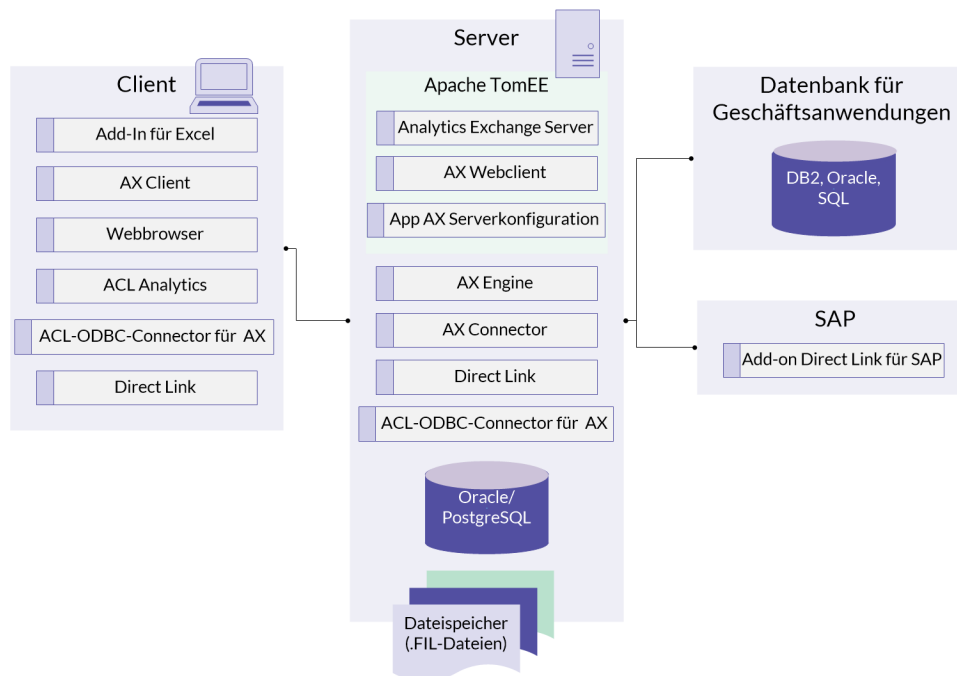 Client
Add-In für Excel
AX Client
Webbrowser
ACL Analytics
ACL-ODBC-Connector für AX
Direct Link
Server
Apache TomEE
Analytics Exchange Server
AX Webclient
App AX Serverkonfiguration
AX Engine
AX Connector
Direct Link
ACL-ODBC-Connector für AX
Oracle/
PostgreSQL
Dateispeicher
(.FIL-Dateien)
Datenbank für
Geschäftsanwendungen
DB2, Oracle,
SQL
SAP
Add-on Direct Link für SAP